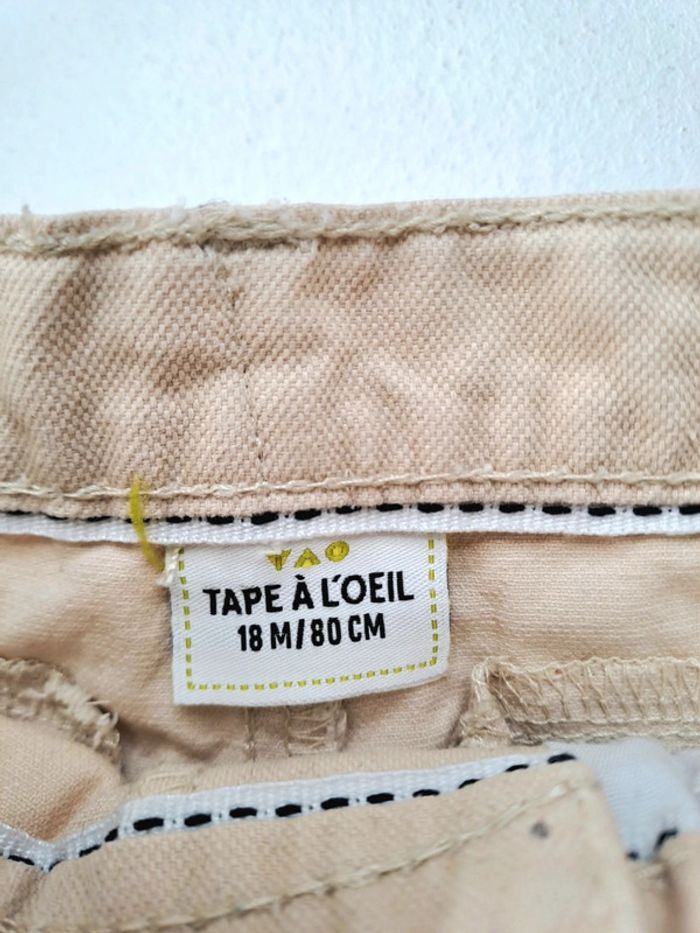 TAO
TAPE À L'OEIL
18 M/80 CM